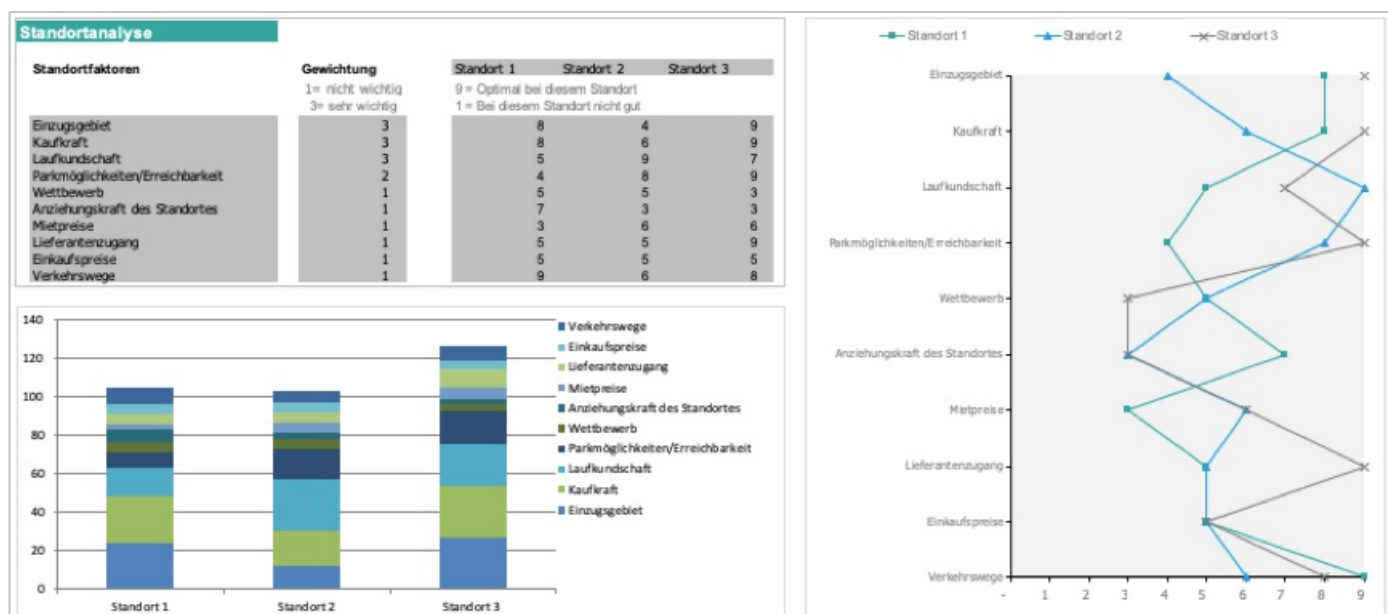 Standortanalyse
Standortfaktoren Gewichtung Standort 1 Standort 2 Standort 3
1= nicht wichtig 9 = Optimal bei diesem Standort
3= sehr wichtig 1 = Bei diesem Standort nicht gut
Einzugsgebiet 3 8 4 9
Kaufkraft 3 8 6 9
Laufkundschaft 3 5 9 7
Parkmöglichkeiten/Erreichbarkeit 2 4 8 9
Wettbewerb 1 5 5 3
Anziehungskraft des Standortes 1 7 3 3
Mietpreise 1 3 6 6
Lieferantenzugang 1 5 5 9
Einkaufspreise 1 5 5 5
Verkehrswege 1 9 6 8
140
120
100
80
60
40
20
0
Standort 1 Standort 2 Standort 3
Verkehrswege
Einkaufspreise
Lieferantenzugang
Mietpreise
Anziehungskraft des Standortes
Wettbewerb
Parkmöglichkeiten/Erreichbarkeit
Laufkundschaft
Kaufkraft
Einzugsgebiet
Standort 1 Standort 2 Standort 3
Einzugsgebiet
Kaufkraft
Laufkundschaft
Parkmöglichkeiten/Erreichbarkeit
Wettbewerb
Anziehungskraft des Standortes
Mietpreise
Lieferantenzugang
Einkaufspreise
Verkehrswege
- 1 2 3 4 5 6 7 8 9